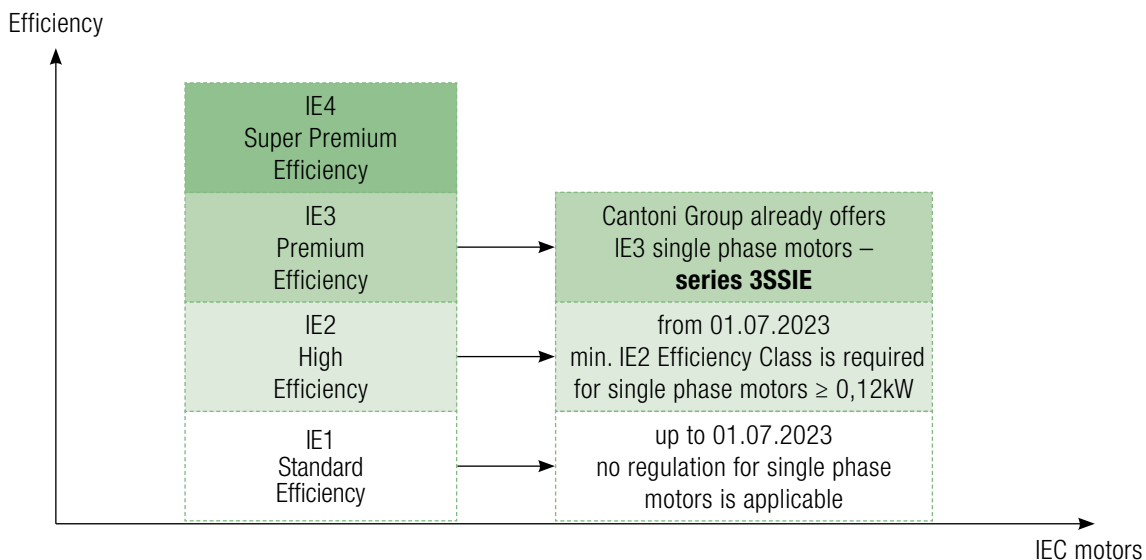 Efficiency
IE4
Super Premium
Efficiency
IE3
Premium
Efficiency
Cantoni Group already offers
IE3 single phase motors –
series 3SSIE
IE2
High
Efficiency
from 01.07.2023
min. IE2 Efficiency Class is required
for single phase motors ≥ 0,12kW
IE1
Standard
Efficiency
up to 01.07.2023
no regulation for single phase
motors is applicable
IEC motors